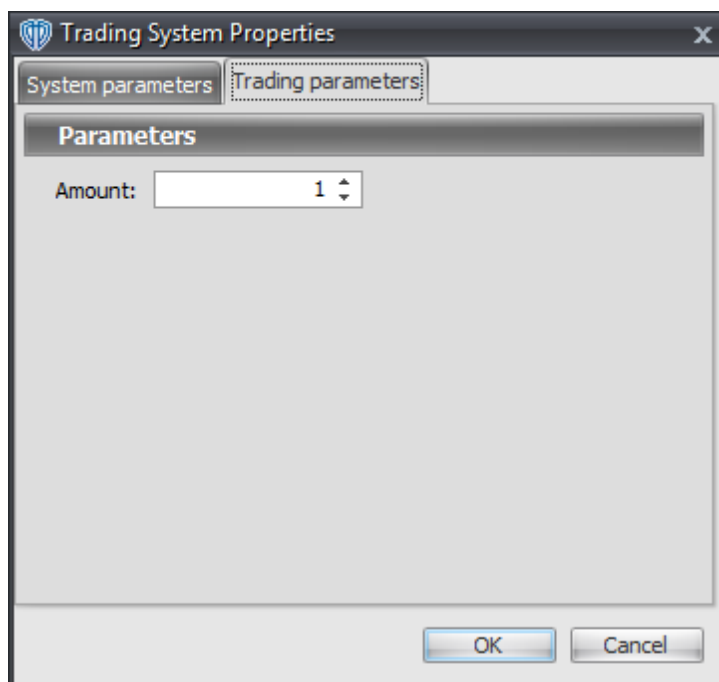 Trading System Properties
System parameters Trading parameters
Parameters
Amount: 1
OK Cancel